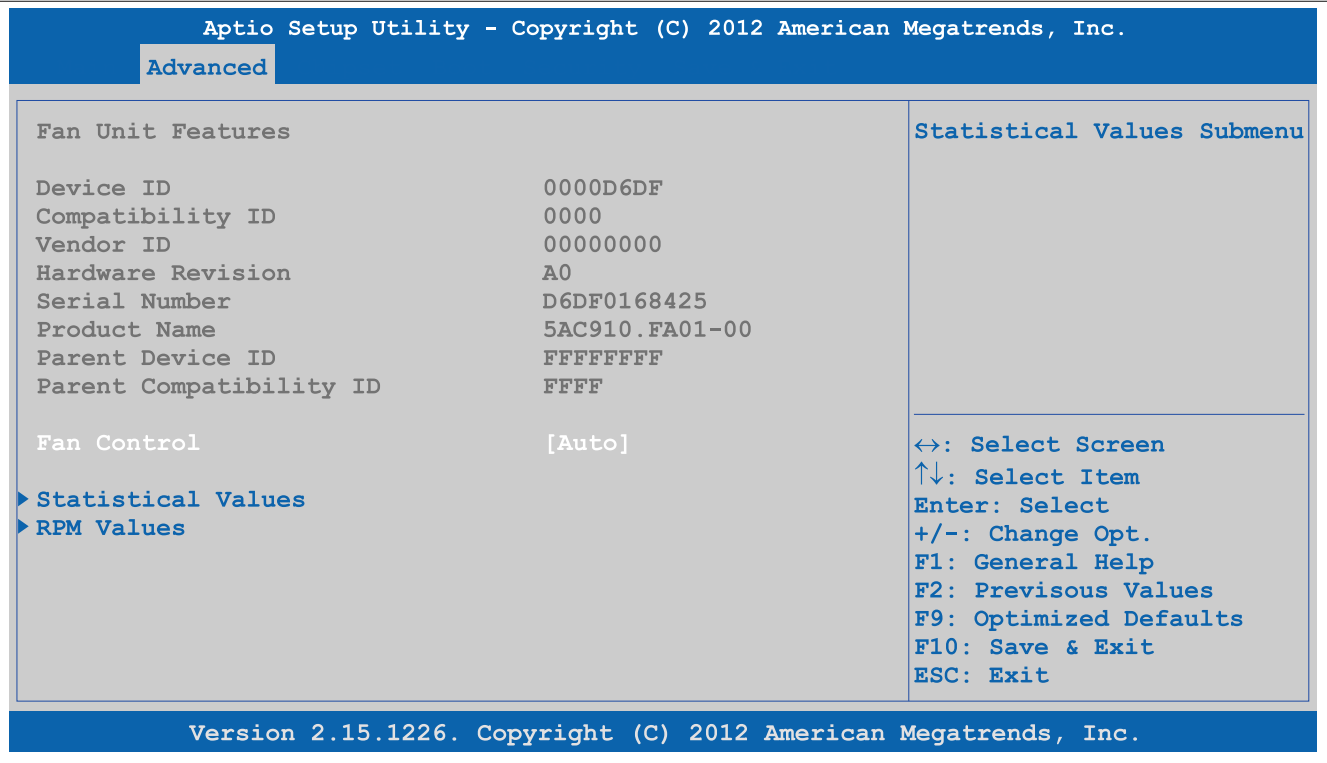 Aptio Setup Utility - Copyright (C) 2012 American Megatrends, Inc.
Advanced
Fan Unit Features
Device ID 0000D6DF
Compatibility ID 0000
Vendor ID 00000000
Hardware Revision A0
Serial Number D6DF0168425
Product Name 5AC910.FA01-00
Parent Device ID FFFFFFFF
Parent Compatibility ID FFFF
Fan Control [Auto]
Statistical Values
RPM Values
Statistical Values Submenu
↔: Select Screen
↑↓: Select Item
Enter: Select
+/-: Change Opt.
F1: General Help
F2: Previsous Values
F9: Optimized Defaults
F10: Save & Exit
ESC: Exit
Version 2.15.1226. Copyright (C) 2012 American Megatrends, Inc.